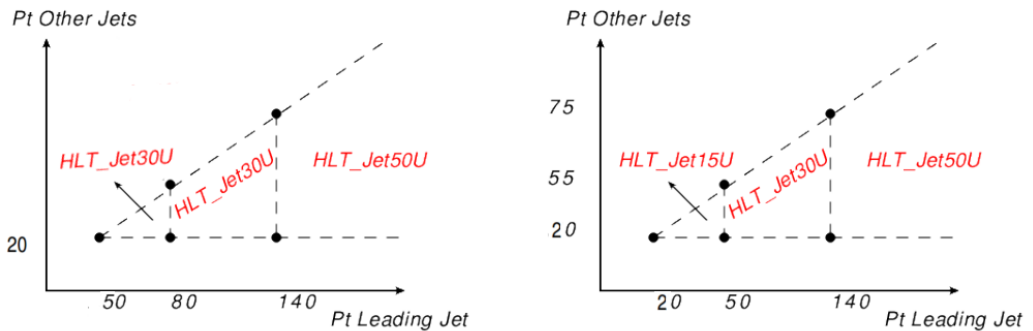 Pt Other Jets
HLT_Jet30U
HLT_Jet30U
HLT_Jet50U
20
50 80 140
Pt Leading Jet
Pt Other Jets
75
HLT_Jet15U
HLT_Jet30U
HLT_Jet50U
55
20
20 50 140
Pt Leading Jet